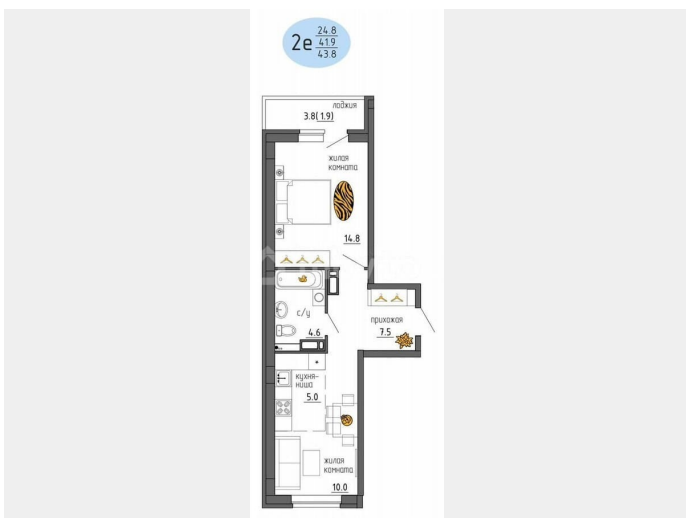 2е
24.8
41.9
43.8
лоджия
3.8(1.9)
жилая
комната
14.8
с/у
4.6
прихожая
7.5
кухня-
ниша
5.0
жилая
комната
10.0